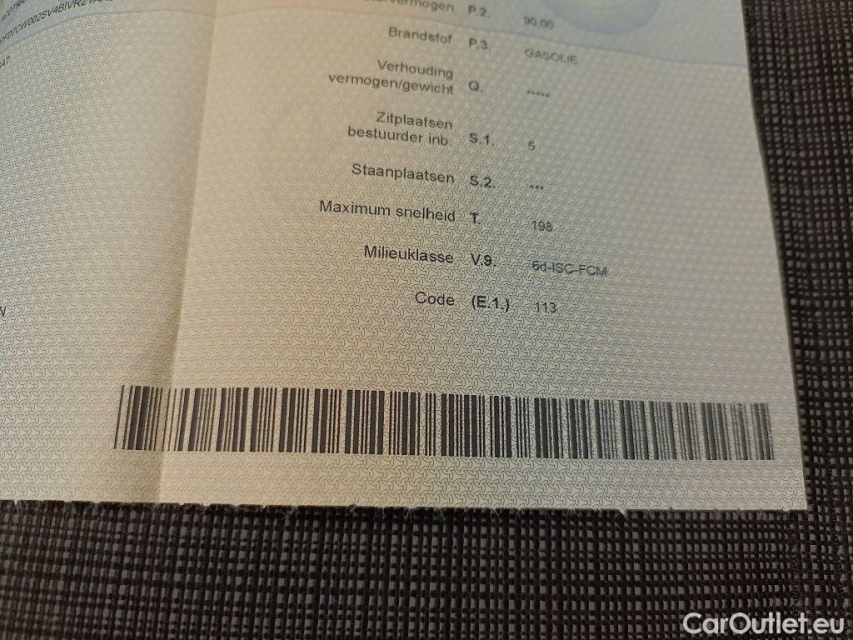 vermogen P.2. 90.00
Brandstof P.3. GASOLIE
Verhouding
vermogen/gewicht Q. *****
Zitplaatsen
bestuurder inb. S.1. 5
Staanplaatsen S.2. ***
Maximum snelheid T. 198
Milieuklasse V.9. 6d-ISC-FCM
Code (E.1.) 113
CarOutlet.eu